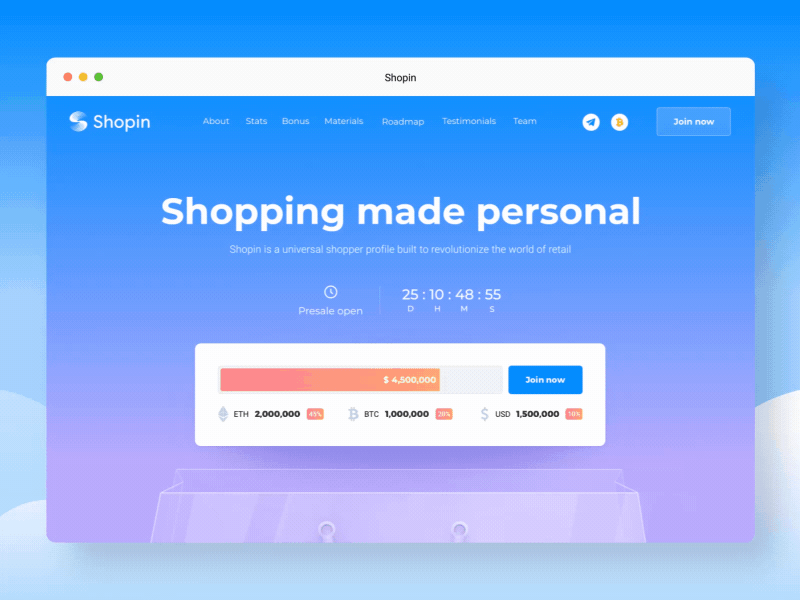 Shopin
Shopin About Stats Bonus Materials Roadmap Testimonials Team Join now
Shopping made personal
Shopin is a universal shopper profile built to revolutionize the world of retail
Presale open
25 : 10 : 48 : 55
D H M S
$ 4,500,000 Join now
ETH 2,000,000 45% BTC 1,000,000 20% USD 1,500,000 10%